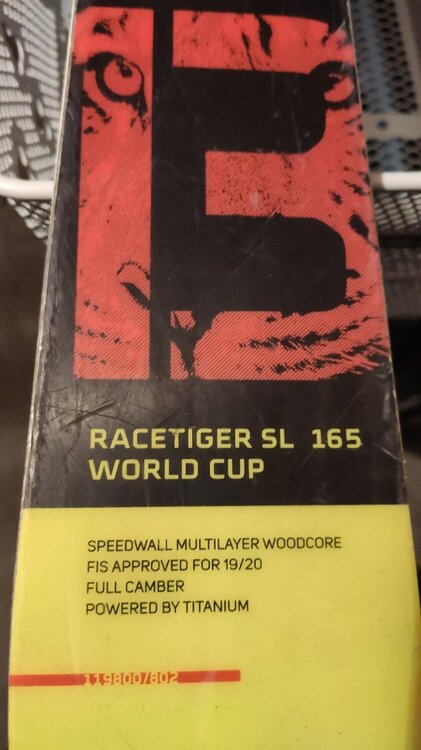 RACETIGER SL 165
WORLD CUP
SPEEDWALL MULTILAYER WOODCORE
FIS APPROVED FOR 19/20
FULL CAMBER
POWERED BY TITANIUM
119800/802